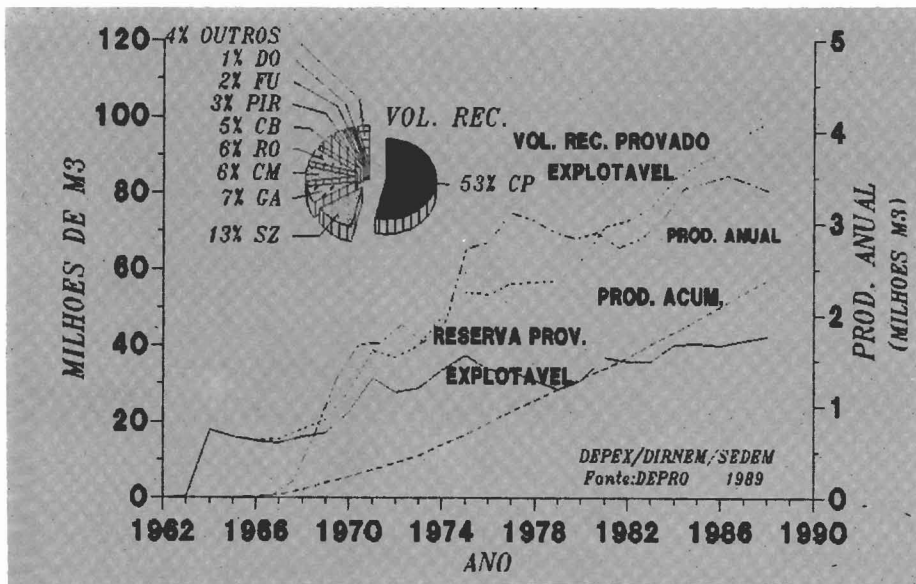 120
100
80
60
40
20
0
MILHOES DE M3
4% OUTROS
1% DO
2% FU
3% PIR
5% CB
6% RO
6% CM
7% GA
13% SZ
VOL. REC.
53% CP
VOL. REC. PROVADO
EXPLOTAVEL
PROD. ANUAL
PROD. ACUM.
RESERVA PROV.
EXPLOTAVEL
DEPEX/DIRNEM/SEDEM
Fonte:DEPRO 1989
5
4
3
2
1
0
PROD. ANUAL
(MILHOES M3)
1962 1966 1970 1974 1978 1982 1986 1990
ANO